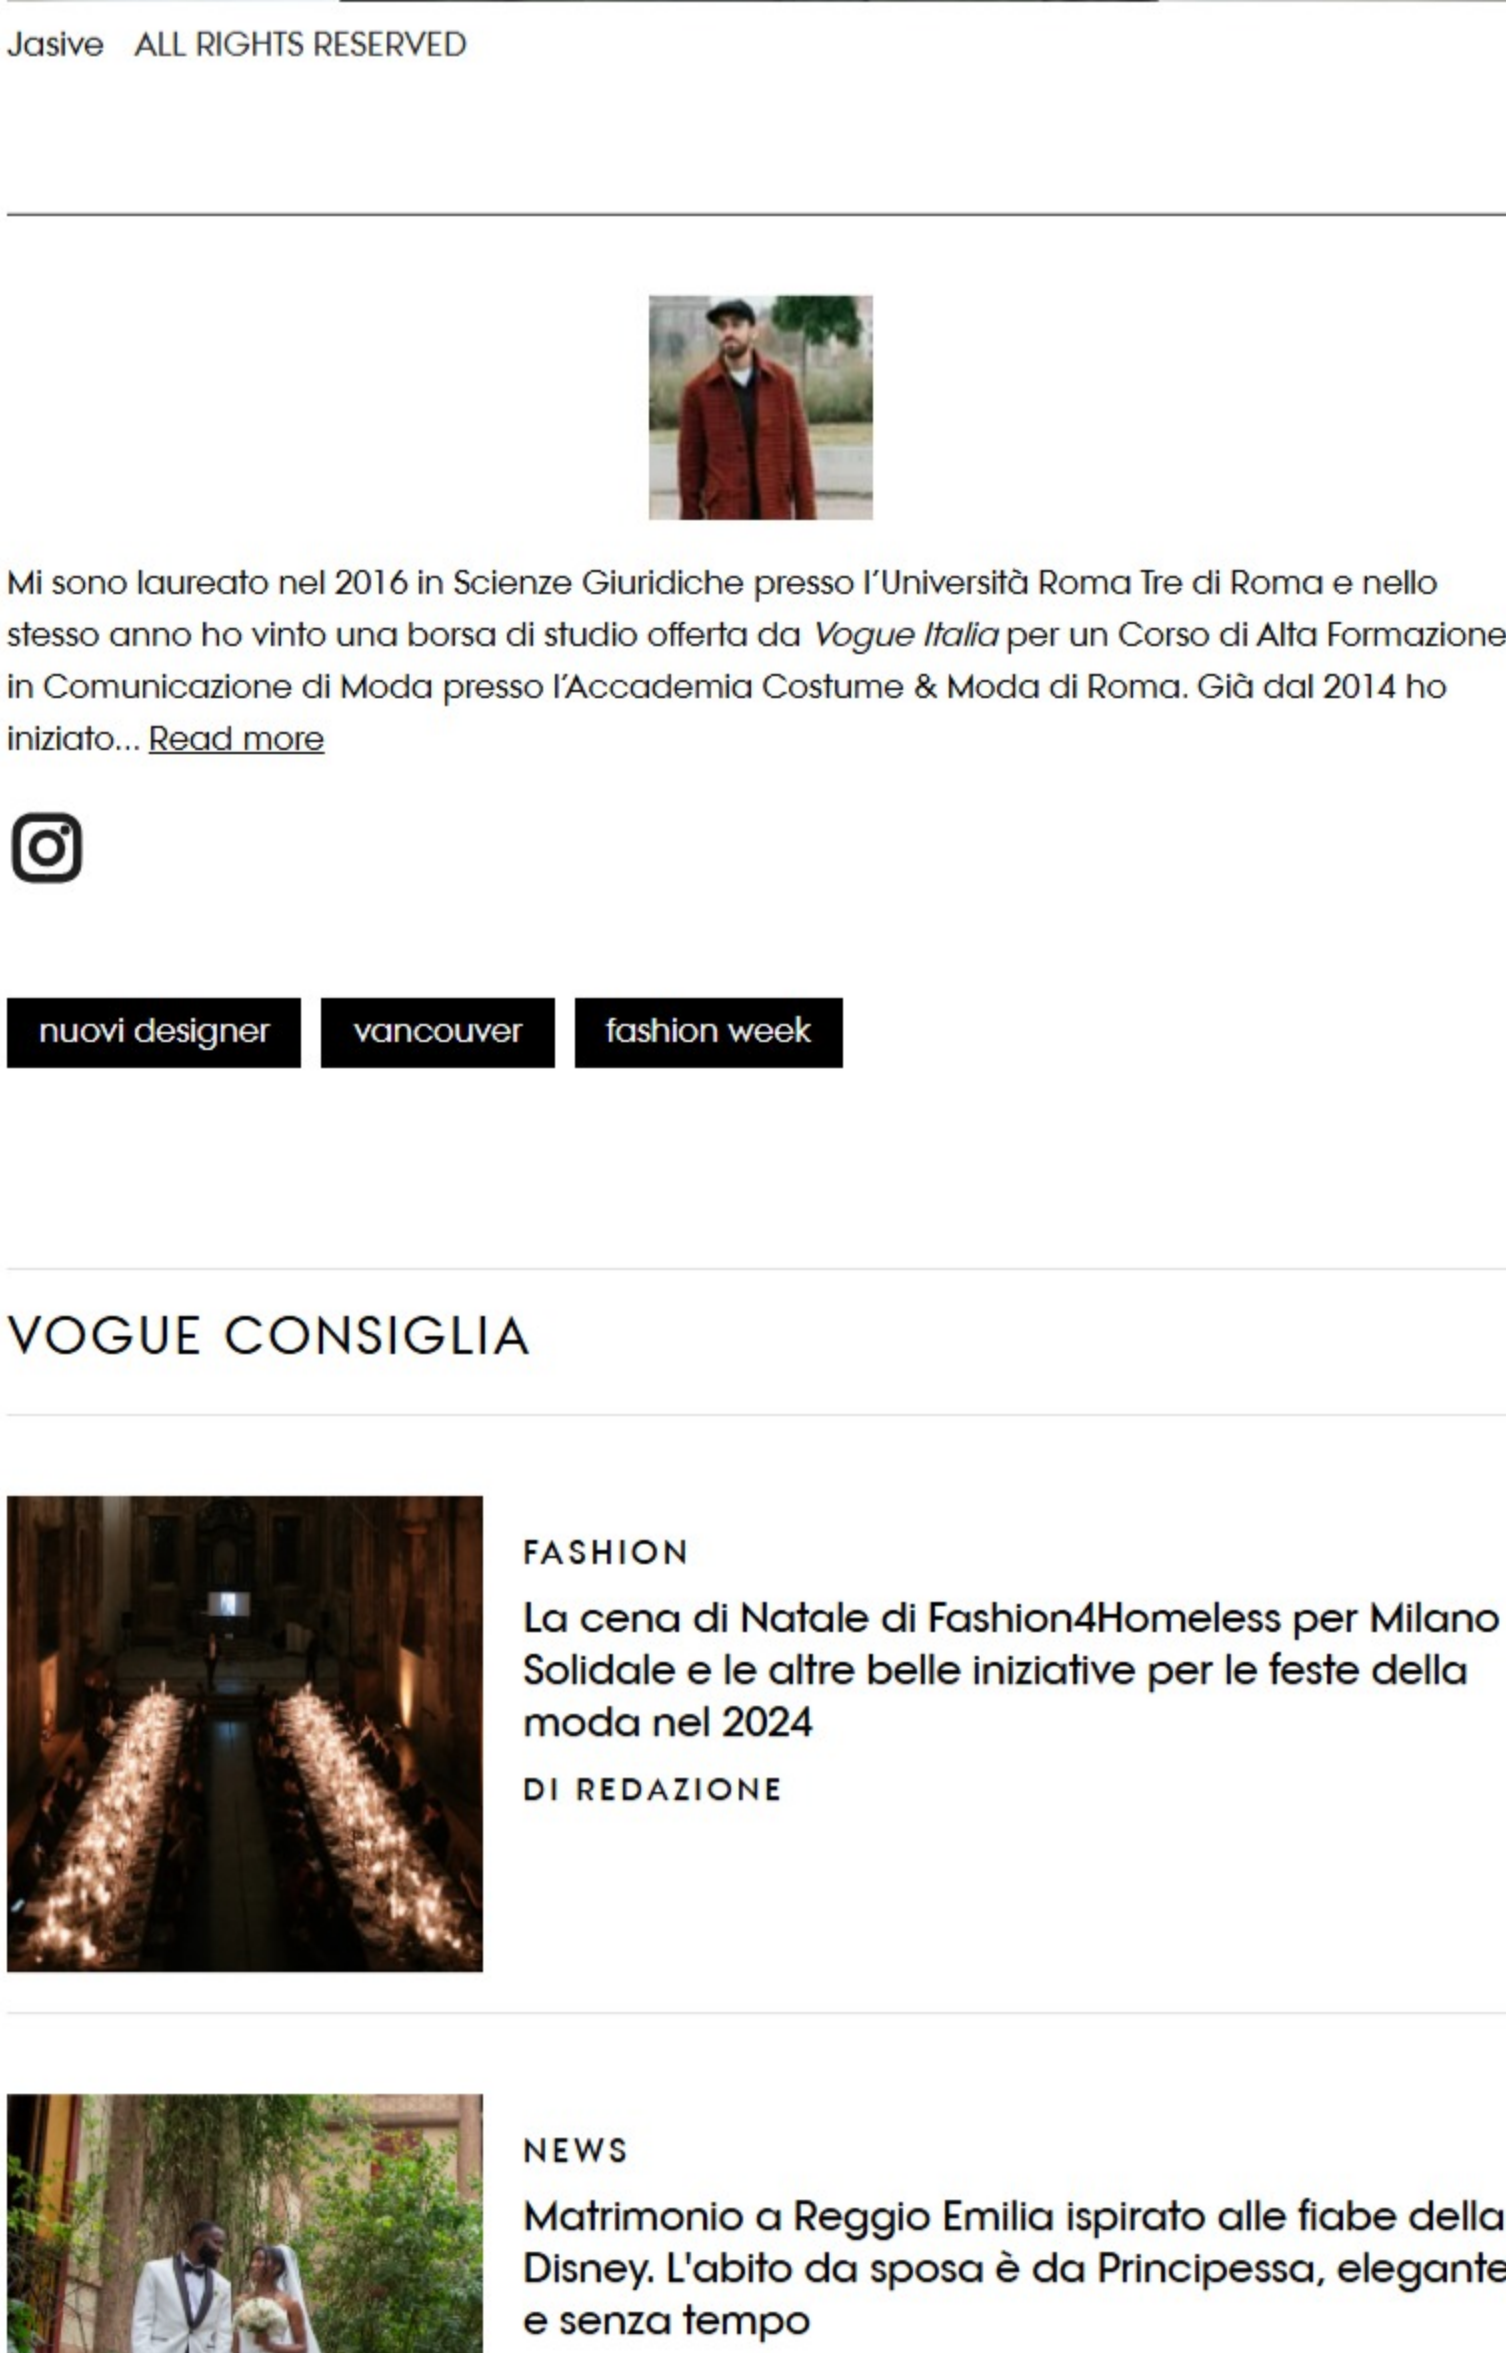 Jasive ALL RIGHTS RESERVED
Mi sono laureato nel 2016 in Scienze Giuridiche presso l’Università Roma Tre di Roma e nello
stesso anno ho vinto una borsa di studio offerta da Vogue Italia per un Corso di Alta Formazione
in Comunicazione di Moda presso l’Accademia Costume & Moda di Roma. Già dal 2014 ho
iniziato... Read more
nuovi designer vancouver fashion week
VOGUE CONSIGLIA
FASHION
La cena di Natale di Fashion4Homeless per Milano
Solidale e le altre belle iniziative per le feste della
moda nel 2024
DI REDAZIONE
NEWS
Matrimonio a Reggio Emilia ispirato alle fiabe della
Disney. L'abito da sposa è da Principessa, elegante
e senza tempo